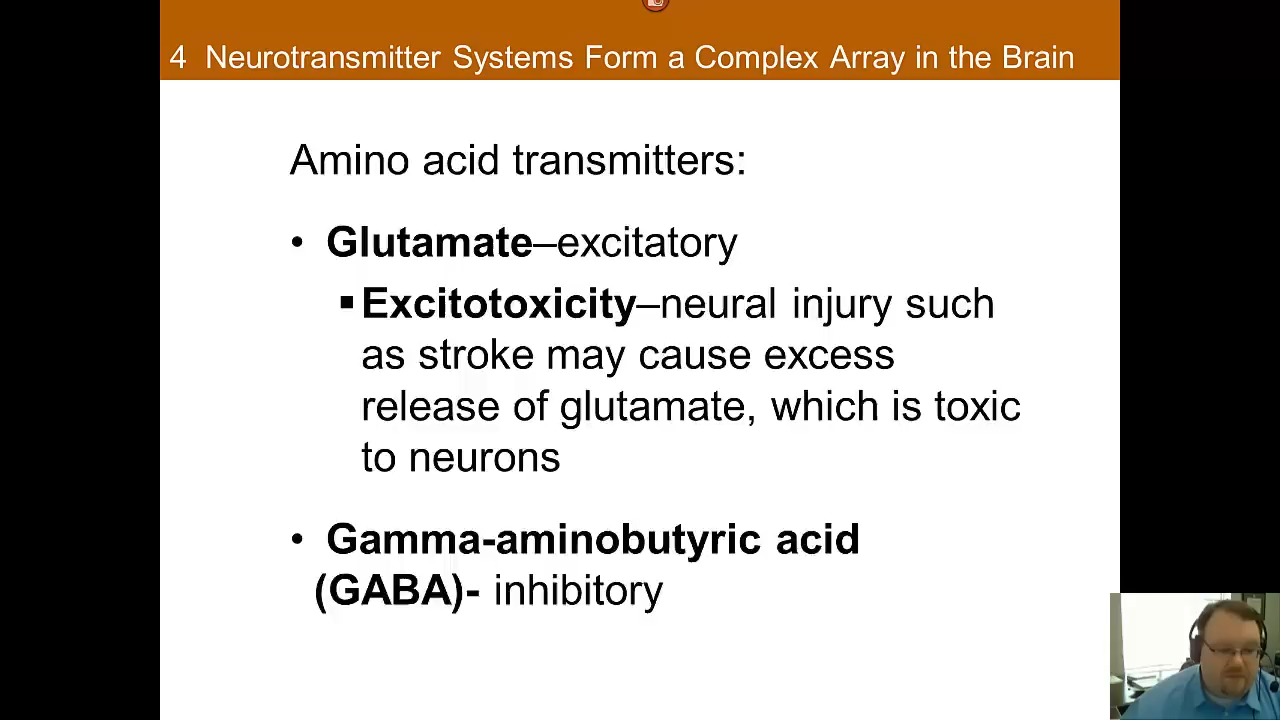 4 Neurotransmitter Systems Form a Complex Array in the Brain
Amino acid transmitters:
• Glutamate–excitatory
▪ Excitotoxicity–neural injury such
as stroke may cause excess
release of glutamate, which is toxic
to neurons
• Gamma-aminobutyric acid
(GABA)- inhibitory